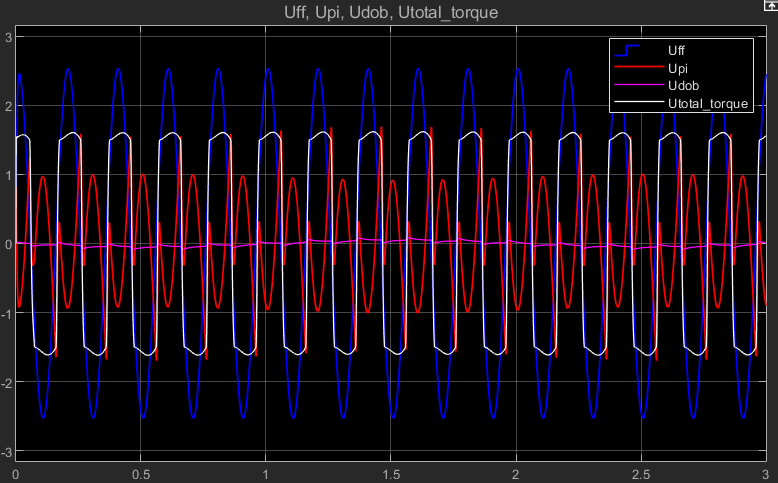 Uff, Upi, Udob, Utotal_torque
3
2
1
0
-1
-2
-3
Uff
Upi
Udob
Utotal_torque
0 0.5 1 1.5 2 2.5 3